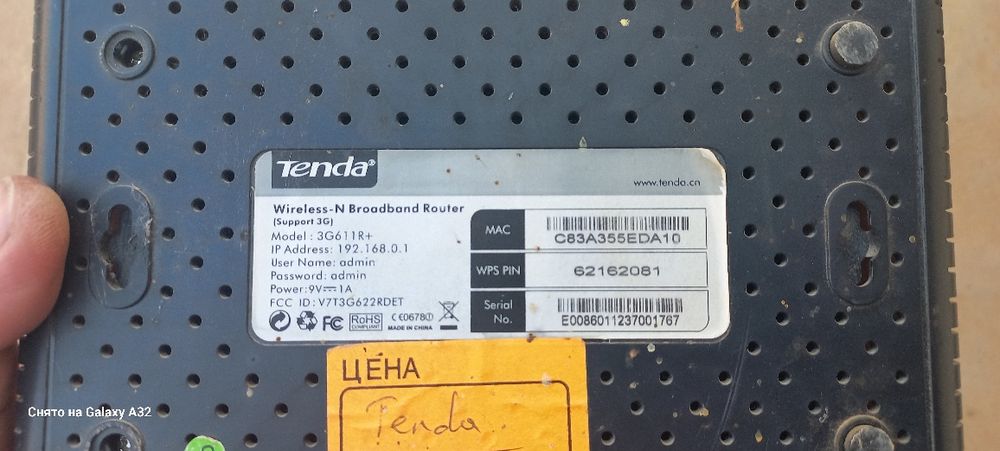 Tenda®
www.tenda.cn
Wireless-N Broadband Router
(Support 3G)
Model : 3G611R+
IP Address: 192.168.0.1
User Name: admin
Password: admin
Power: 9V⎓1A
FCC ID: V7T3G622RDET
FC RoHS COMPLIANT CE0678 MADE IN CHINA
MAC
C83A355EDA10
WPS PIN
62162081
Serial No.
E0086011237001767
ЦЕНА
Tenda
Снято на Galaxy A32